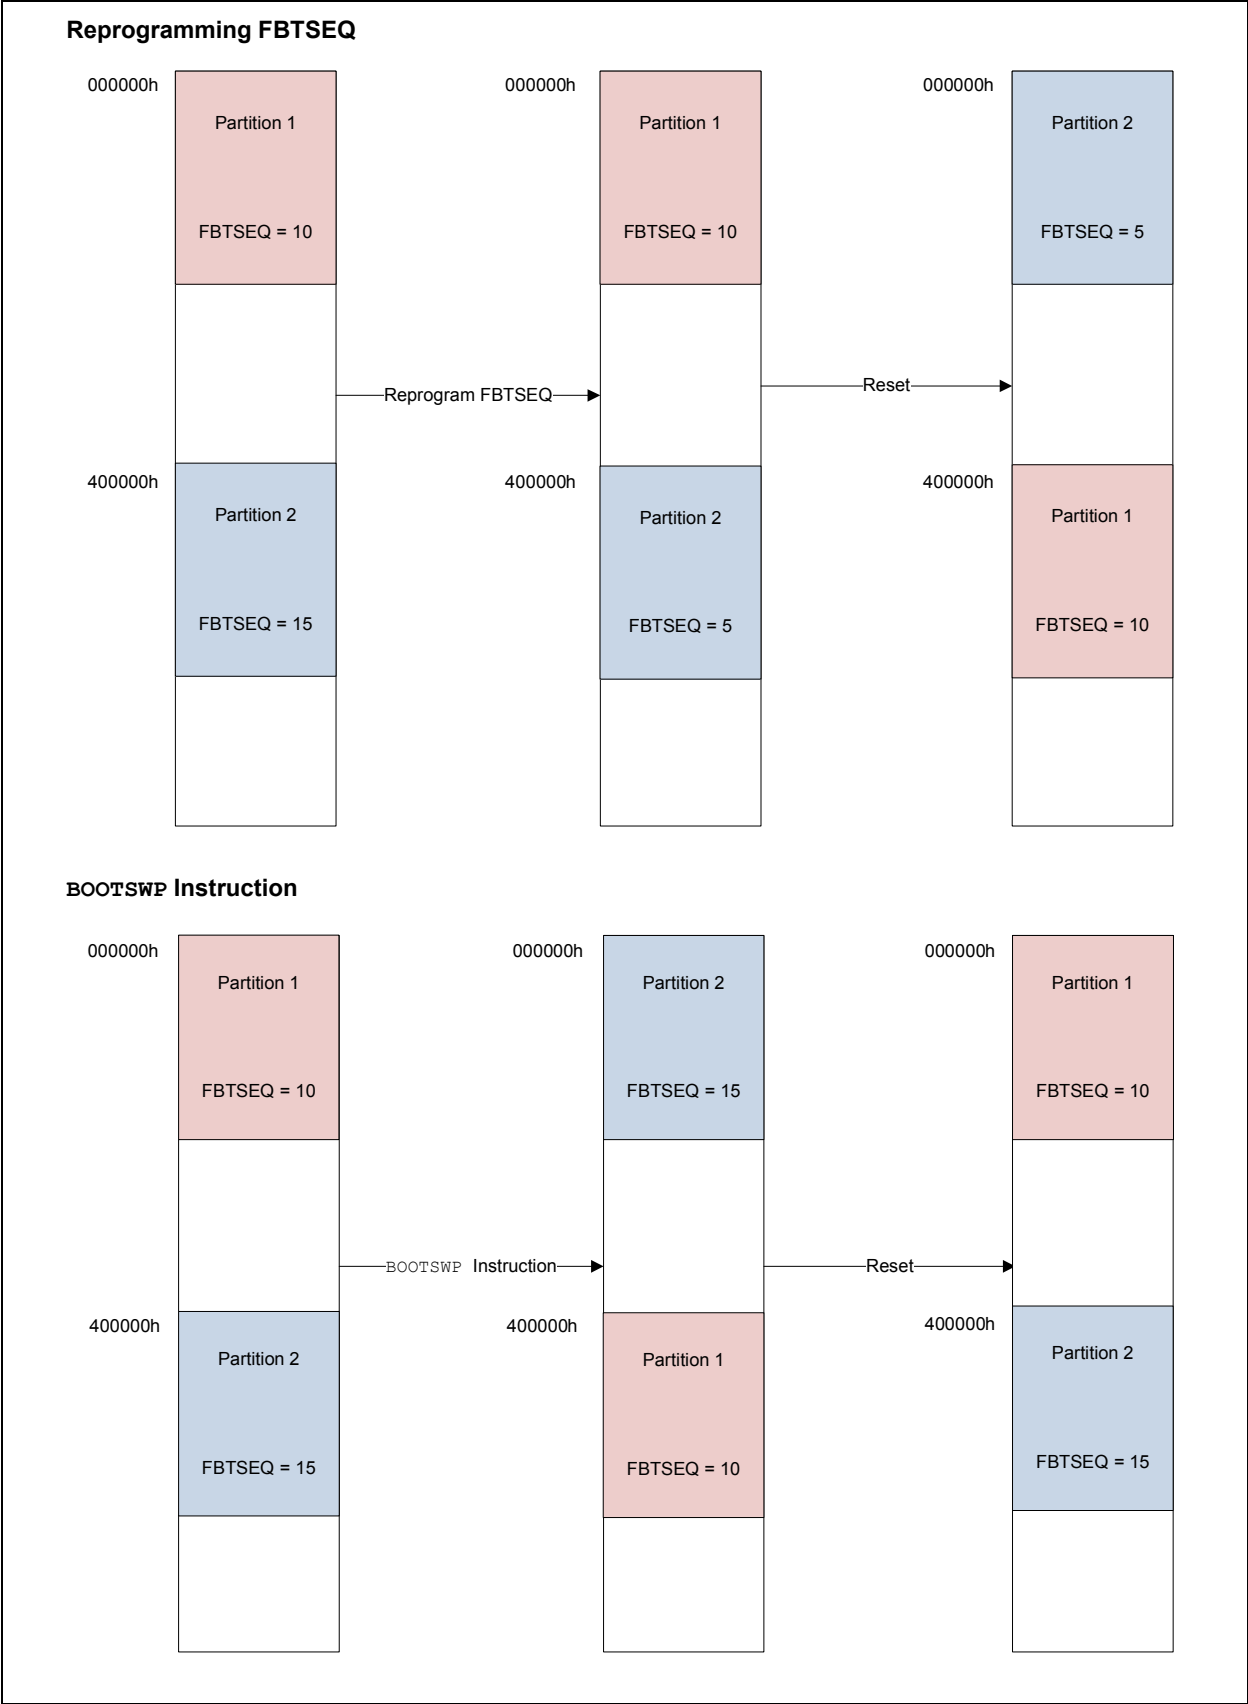 Reprogramming FBTSEQ
000000h
000000h
000000h
Partition 1
Partition 1
Partition 2
FBTSEQ = 10
FBTSEQ = 10
FBTSEQ = 5
Reprogram FBTSEQ
Reset
400000h
400000h
400000h
Partition 2
Partition 2
Partition 1
FBTSEQ = 15
FBTSEQ = 5
FBTSEQ = 10
BOOTSWP Instruction
000000h
000000h
000000h
Partition 1
Partition 2
Partition 1
FBTSEQ = 10
FBTSEQ = 15
FBTSEQ = 10
BOOTSWP Instruction
Reset
400000h
400000h
400000h
Partition 2
Partition 1
Partition 2
FBTSEQ = 15
FBTSEQ = 10
FBTSEQ = 15